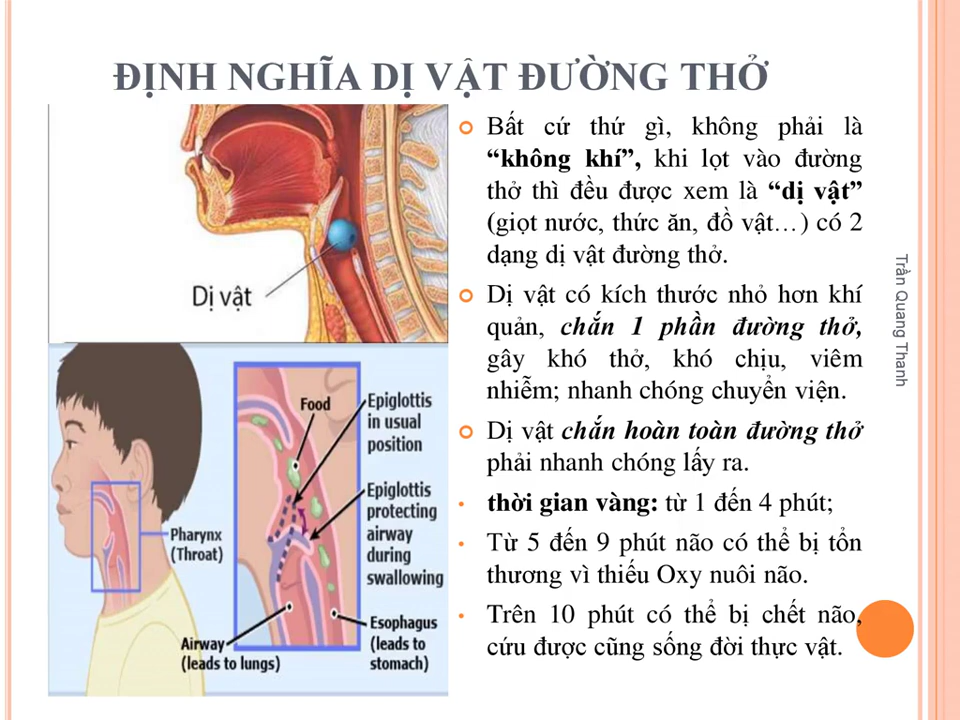 ĐỊNH NGHĨA DỊ VẬT ĐƯỜNG THỞ
Dị vật
Food
Epiglottis
in usual
position
Epiglottis
protecting
airway
during
swallowing
Pharynx
(Throat)
Esophagus
(leads to
stomach)
Airway
(leads to lungs)
Bất cứ thứ gì, không phải là
“không khí”, khi lọt vào đường
thở thì đều được xem là “dị vật”
(giọt nước, thức ăn, đồ vật…) có 2
dạng dị vật đường thở.
Dị vật có kích thước nhỏ hơn khí
quản, chắn 1 phần đường thở,
gây khó thở, khó chịu, viêm
nhiễm; nhanh chóng chuyển viện.
Dị vật chắn hoàn toàn đường thở
phải nhanh chóng lấy ra.
thời gian vàng: từ 1 đến 4 phút;
Từ 5 đến 9 phút não có thể bị tổn
thương vì thiếu Oxy nuôi não.
Trên 10 phút có thể bị chết não,
cứu được cũng sống đời thực vật.
Trần Quang Thanh